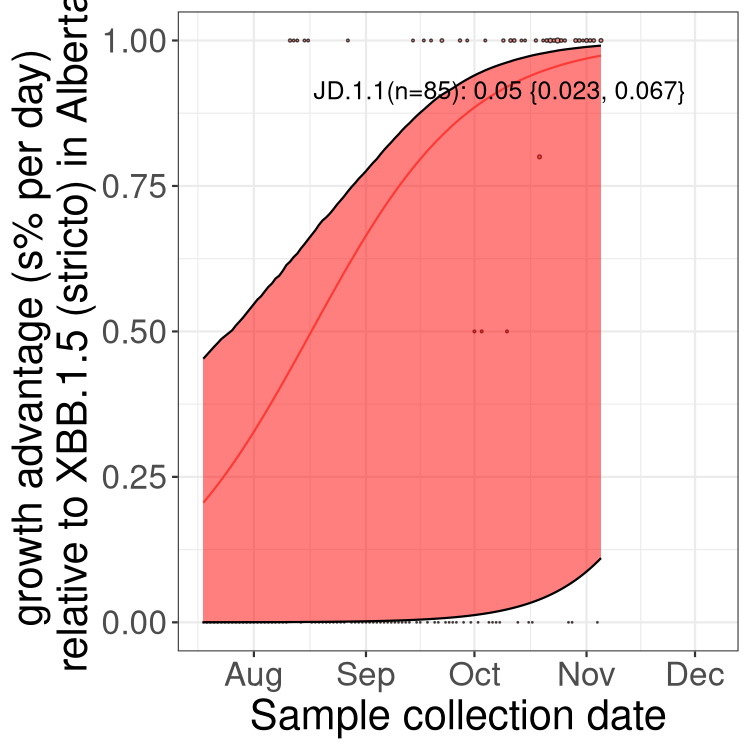 growth advantage (s% per day)
relative to XBB.1.5 (stricto) in Alberta
1.00
0.75
0.50
0.25
0.00
JD.1.1(n=85): 0.05 {0.023, 0.067}
Aug Sep Oct Nov Dec
Sample collection date